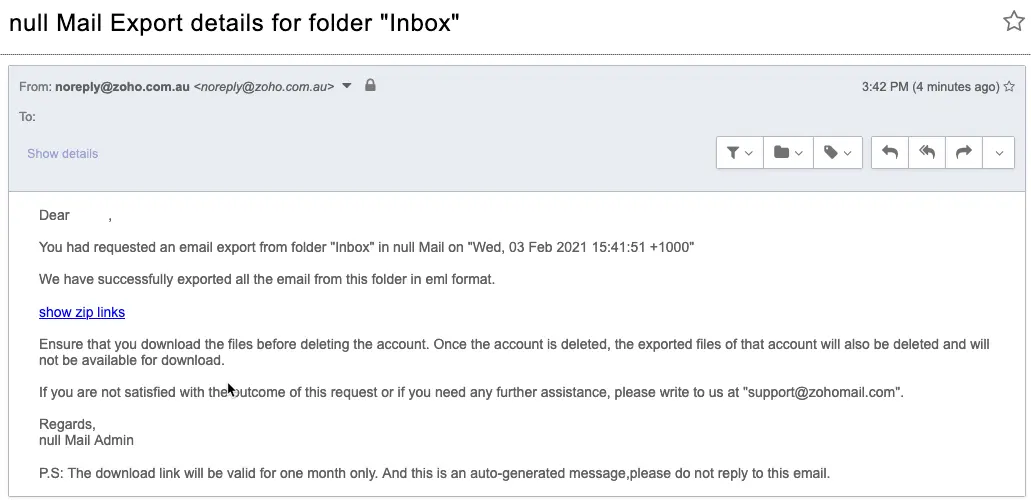 null Mail Export details for folder "Inbox"
From: noreply@zoho.com.au <noreply@zoho.com.au>
3:42 PM (4 minutes ago)
To:
Show details
Dear ,
You had requested an email export from folder "Inbox" in null Mail on "Wed, 03 Feb 2021 15:41:51 +1000"
We have successfully exported all the email from this folder in eml format.
show zip links
Ensure that you download the files before deleting the account. Once the account is deleted, the exported files of that account will also be deleted and will
not be available for download.
If you are not satisfied with the outcome of this request or if you need any further assistance, please write to us at "support@zohomail.com".
Regards,
null Mail Admin
P.S: The download link will be valid for one month only. And this is an auto-generated message,please do not reply to this email.